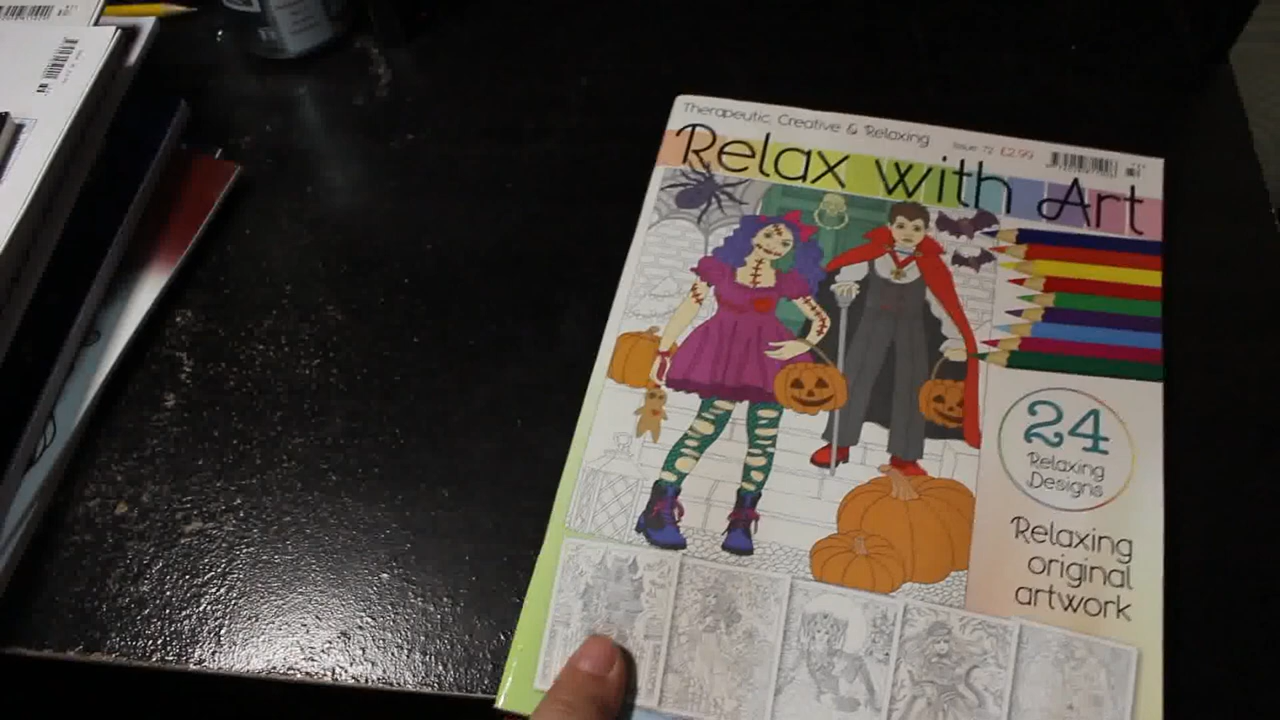 Therapeutic, Creative & Relaxing
Issue 72 £2.99
Relax with Art
24
Relaxing
Designs
Relaxing
original
artwork